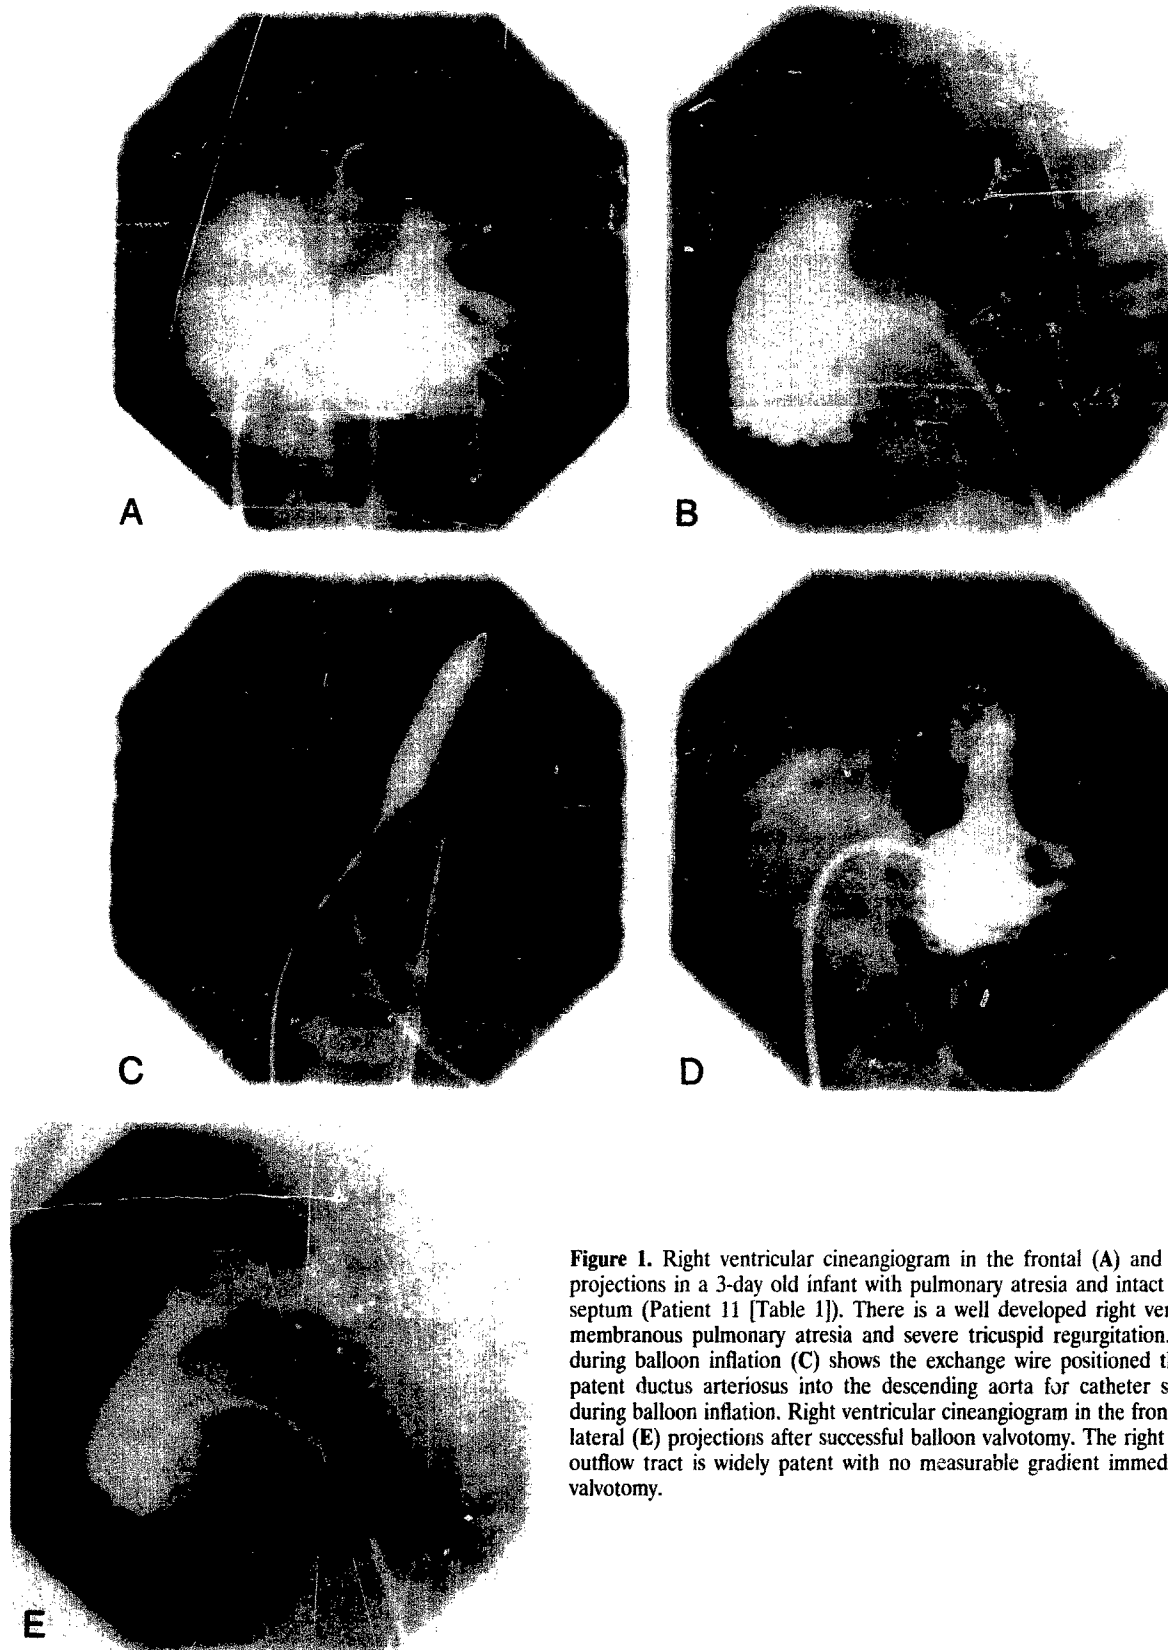 A
B
C
D
E
Figure 1. Right ventricular cineangiogram in the frontal (A) and
projections in a 3-day old infant with pulmonary atresia and intact
septum (Patient 11 [Table 1]). There is a well developed right
membranous pulmonary atresia and severe tricuspid regurgitation.
during balloon inflation (C) shows the exchange wire positioned
patent ductus arteriosus into the descending aorta for catheter
during balloon inflation. Right ventricular cineangiogram in the
lateral (E) projections after successful balloon valvotomy. The right
outflow tract is widely patent with no measurable gradient
valvotomy.